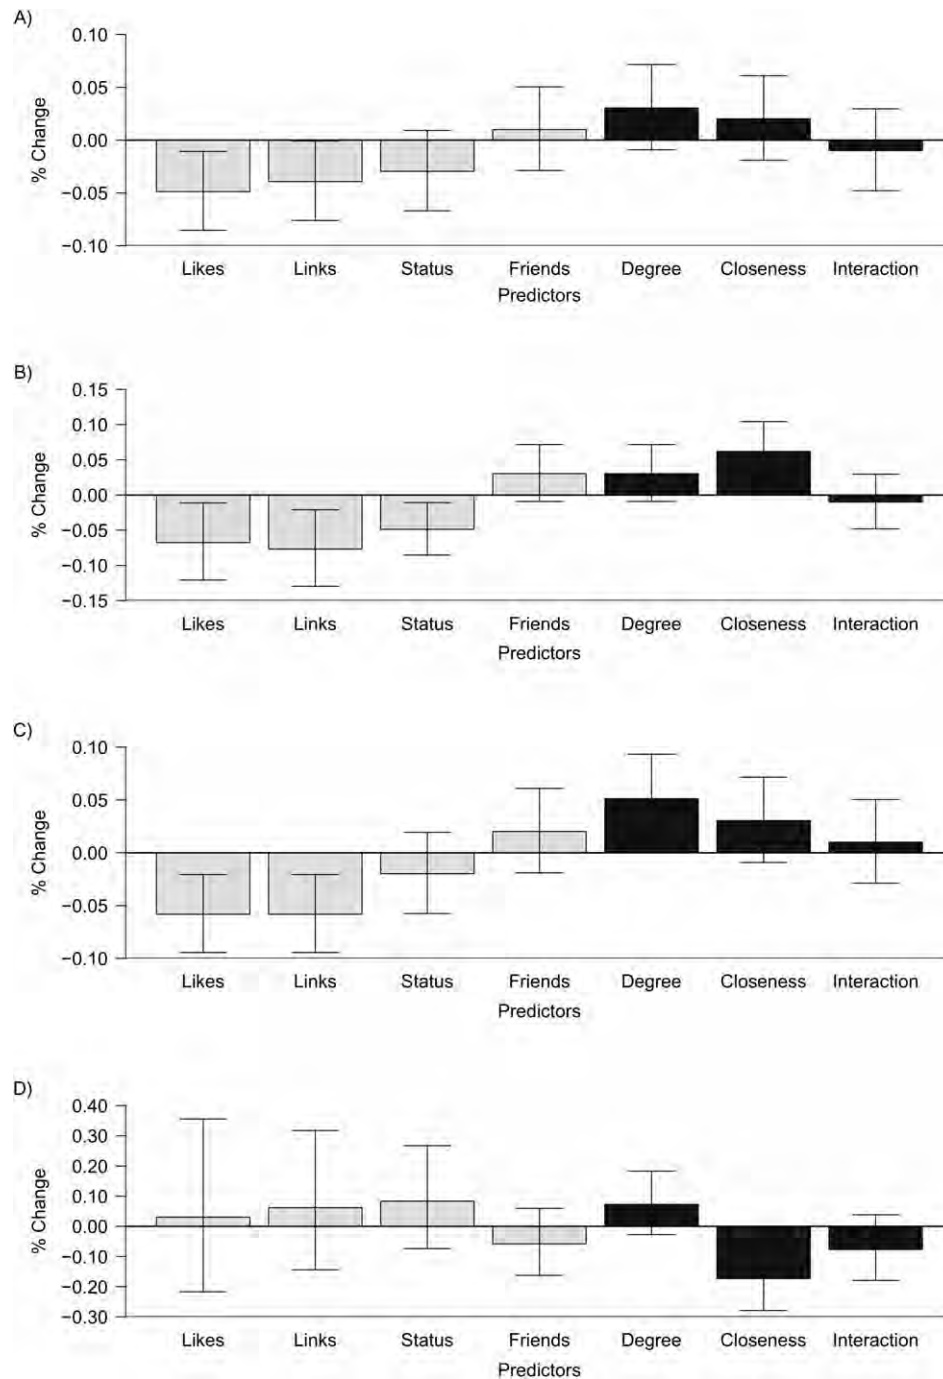 A)
% Change
0.10
0.05
0.00
−0.05
−0.10
Likes Links Status Friends Degree Closeness Interaction
Predictors
B)
% Change
0.15
0.10
0.05
0.00
−0.05
−0.10
−0.15
Likes Links Status Friends Degree Closeness Interaction
Predictors
C)
% Change
0.10
0.05
0.00
−0.05
−0.10
Likes Links Status Friends Degree Closeness Interaction
Predictors
D)
% Change
0.40
0.30
0.20
0.10
0.00
−0.10
−0.20
−0.30
Likes Links Status Friends Degree Closeness Interaction
Predictors